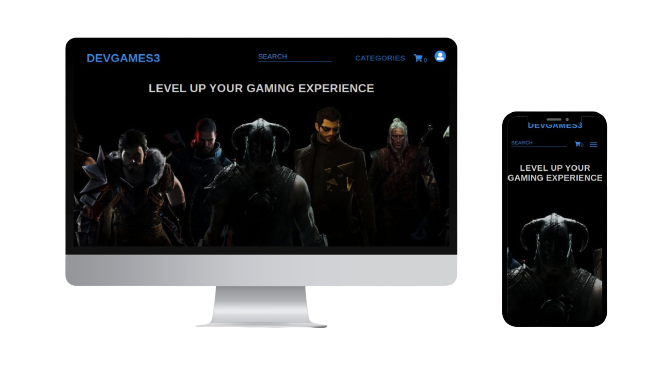 DEVGAMES3
SEARCH
CATEGORIES
0
LEVEL UP YOUR GAMING EXPERIENCE
DEVGAMES3
SEARCH
0
LEVEL UP YOUR
GAMING EXPERIENCE